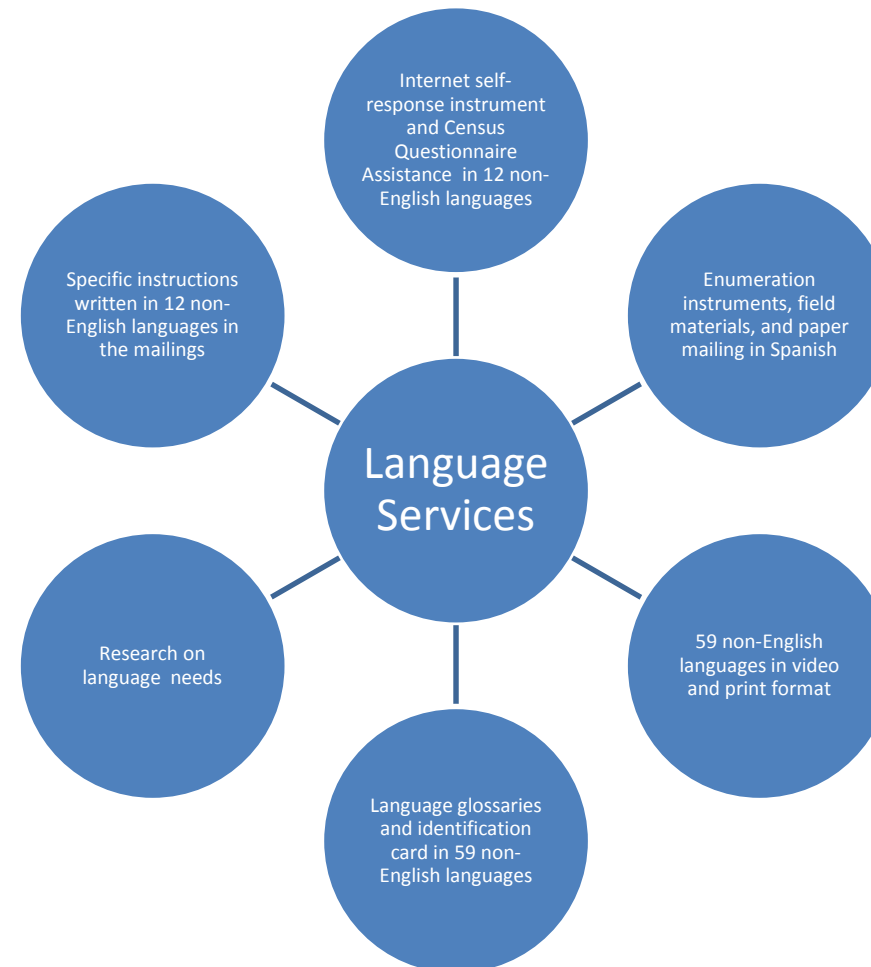 Internet self-
response instrument
and Census
Questionnaire
Assistance in 12 non-
English languages
Specific instructions
written in 12 non-
English languages in
the mailings
Enumeration
instruments, field
materials, and paper
mailing in Spanish
Language
Services
Research on
language needs
59 non-English
languages in video
and print format
Language glossaries
and identification
card in 59 non-
English languages